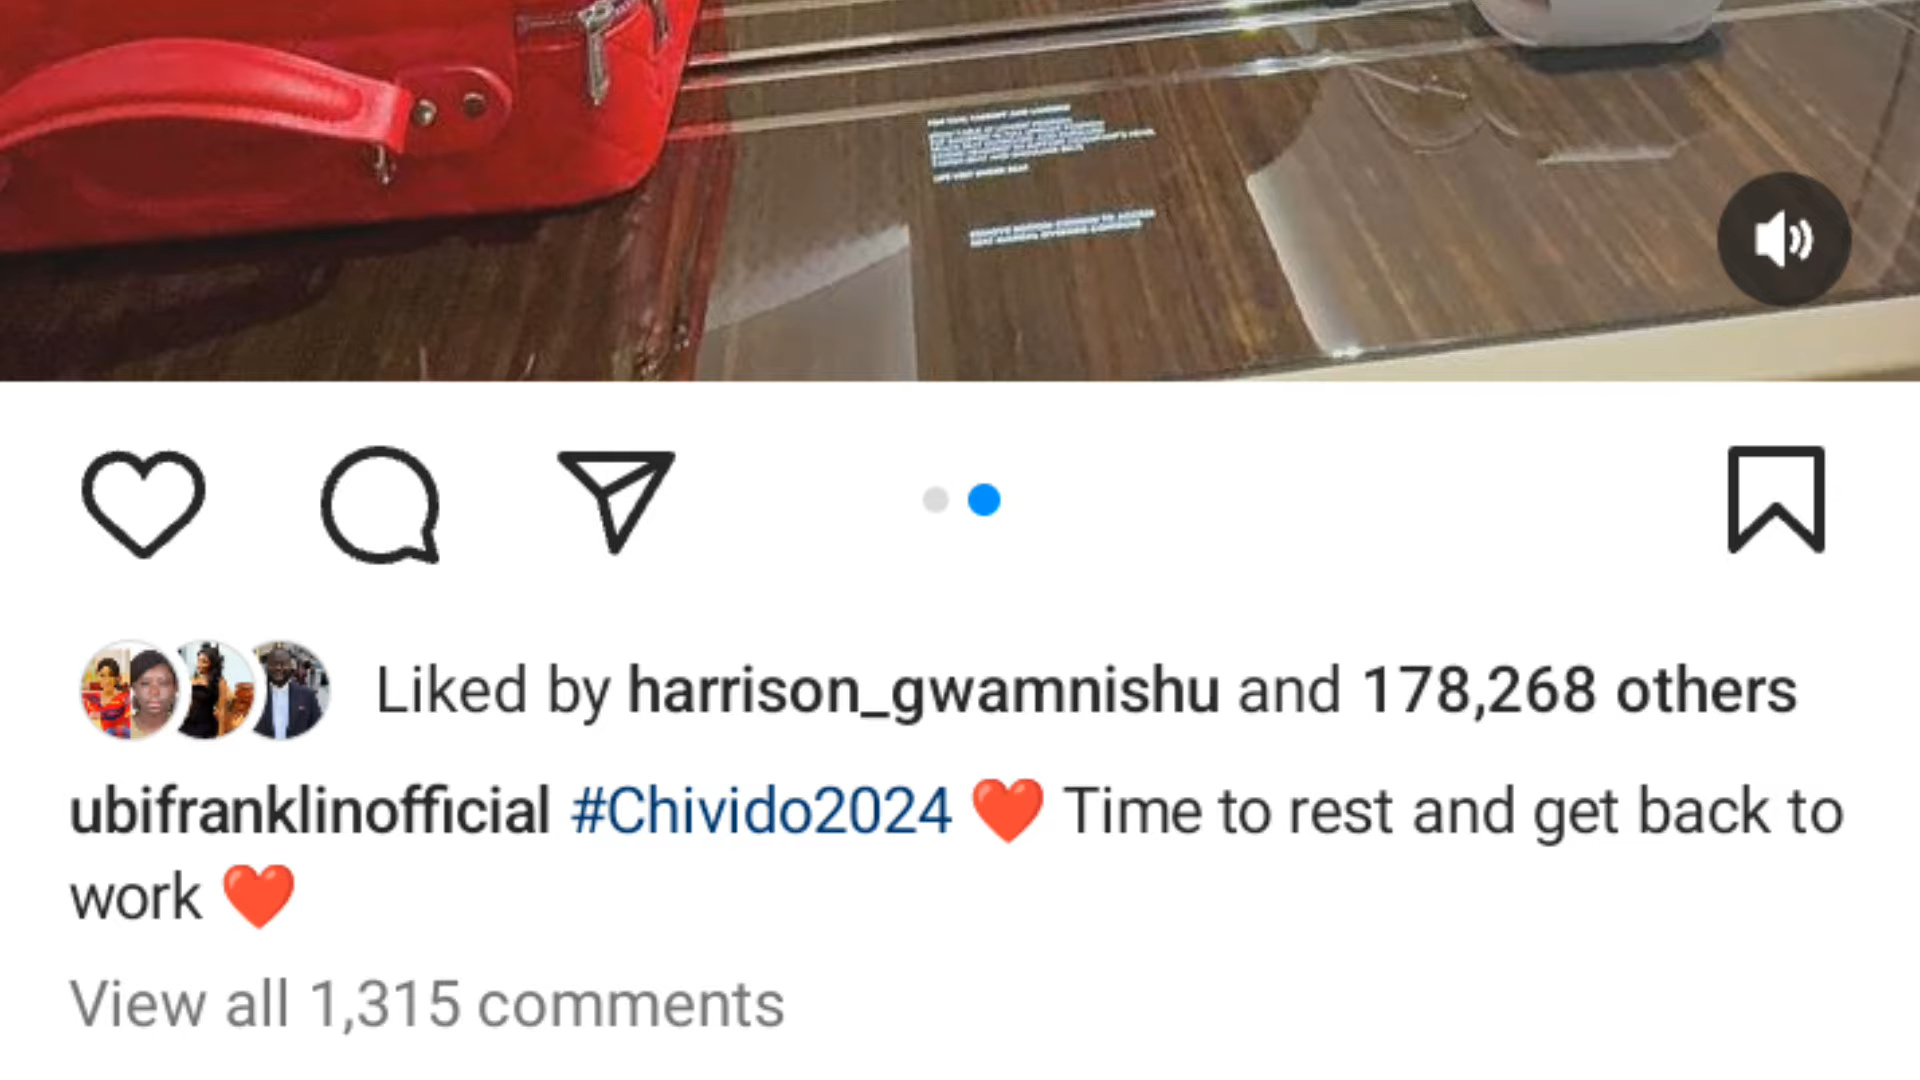 Liked by harrison_gwamnishu and 178,268 others
ubifranklinofficial #Chivido2024 ❤️ Time to rest and get back to
work ❤️
View all 1,315 comments